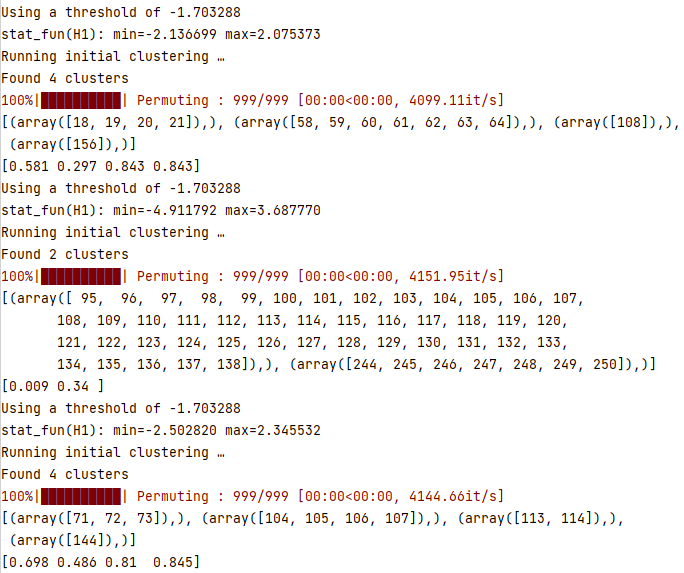 Using a threshold of -1.703288
stat_fun(H1): min=-2.136699 max=2.075373
Running initial clustering …
Found 4 clusters
100%|██████████| Permuting : 999/999 [00:00<00:00, 4099.11it/s]
[(array([18, 19, 20, 21]),), (array([58, 59, 60, 61, 62, 63, 64]),), (array([108]),),
 (array([156]),)]
[0.581 0.297 0.843 0.843]
Using a threshold of -1.703288
stat_fun(H1): min=-4.911792 max=3.687770
Running initial clustering …
Found 2 clusters
100%|██████████| Permuting : 999/999 [00:00<00:00, 4151.95it/s]
[(array([ 95,  96,  97,  98,  99, 100, 101, 102, 103, 104, 105, 106, 107,
       108, 109, 110, 111, 112, 113, 114, 115, 116, 117, 118, 119, 120,
       121, 122, 123, 124, 125, 126, 127, 128, 129, 130, 131, 132, 133,
       134, 135, 136, 137, 138]),), (array([244, 245, 246, 247, 248, 249, 250]),)]
[0.009 0.34 ]
Using a threshold of -1.703288
stat_fun(H1): min=-2.502820 max=2.345532
Running initial clustering …
Found 4 clusters
100%|██████████| Permuting : 999/999 [00:00<00:00, 4144.66it/s]
[(array([71, 72, 73]),), (array([104, 105, 106, 107]),), (array([113, 114]),),
 (array([144]),)]
[0.698 0.486 0.81  0.845]